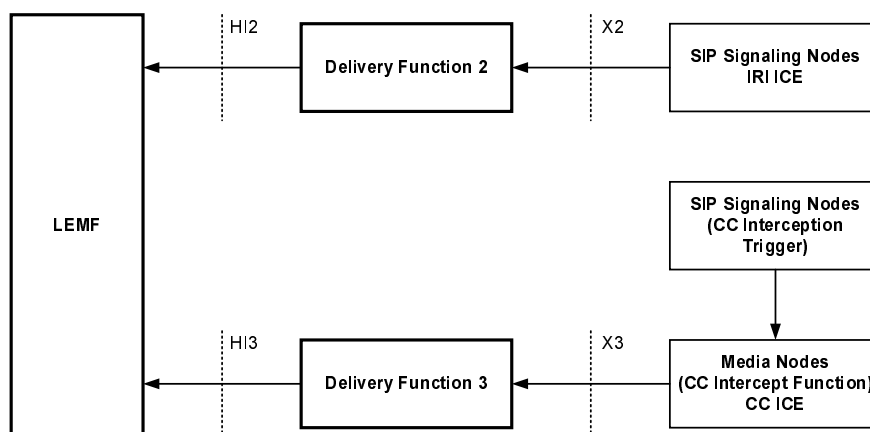 HI2
X2
Delivery Function 2
SIP Signaling Nodes
IRI ICE
LEMF
SIP Signaling Nodes
(CC Interception
Trigger)
HI3
X3
Delivery Function 3
Media Nodes
(CC Intercept Function)
CC ICE